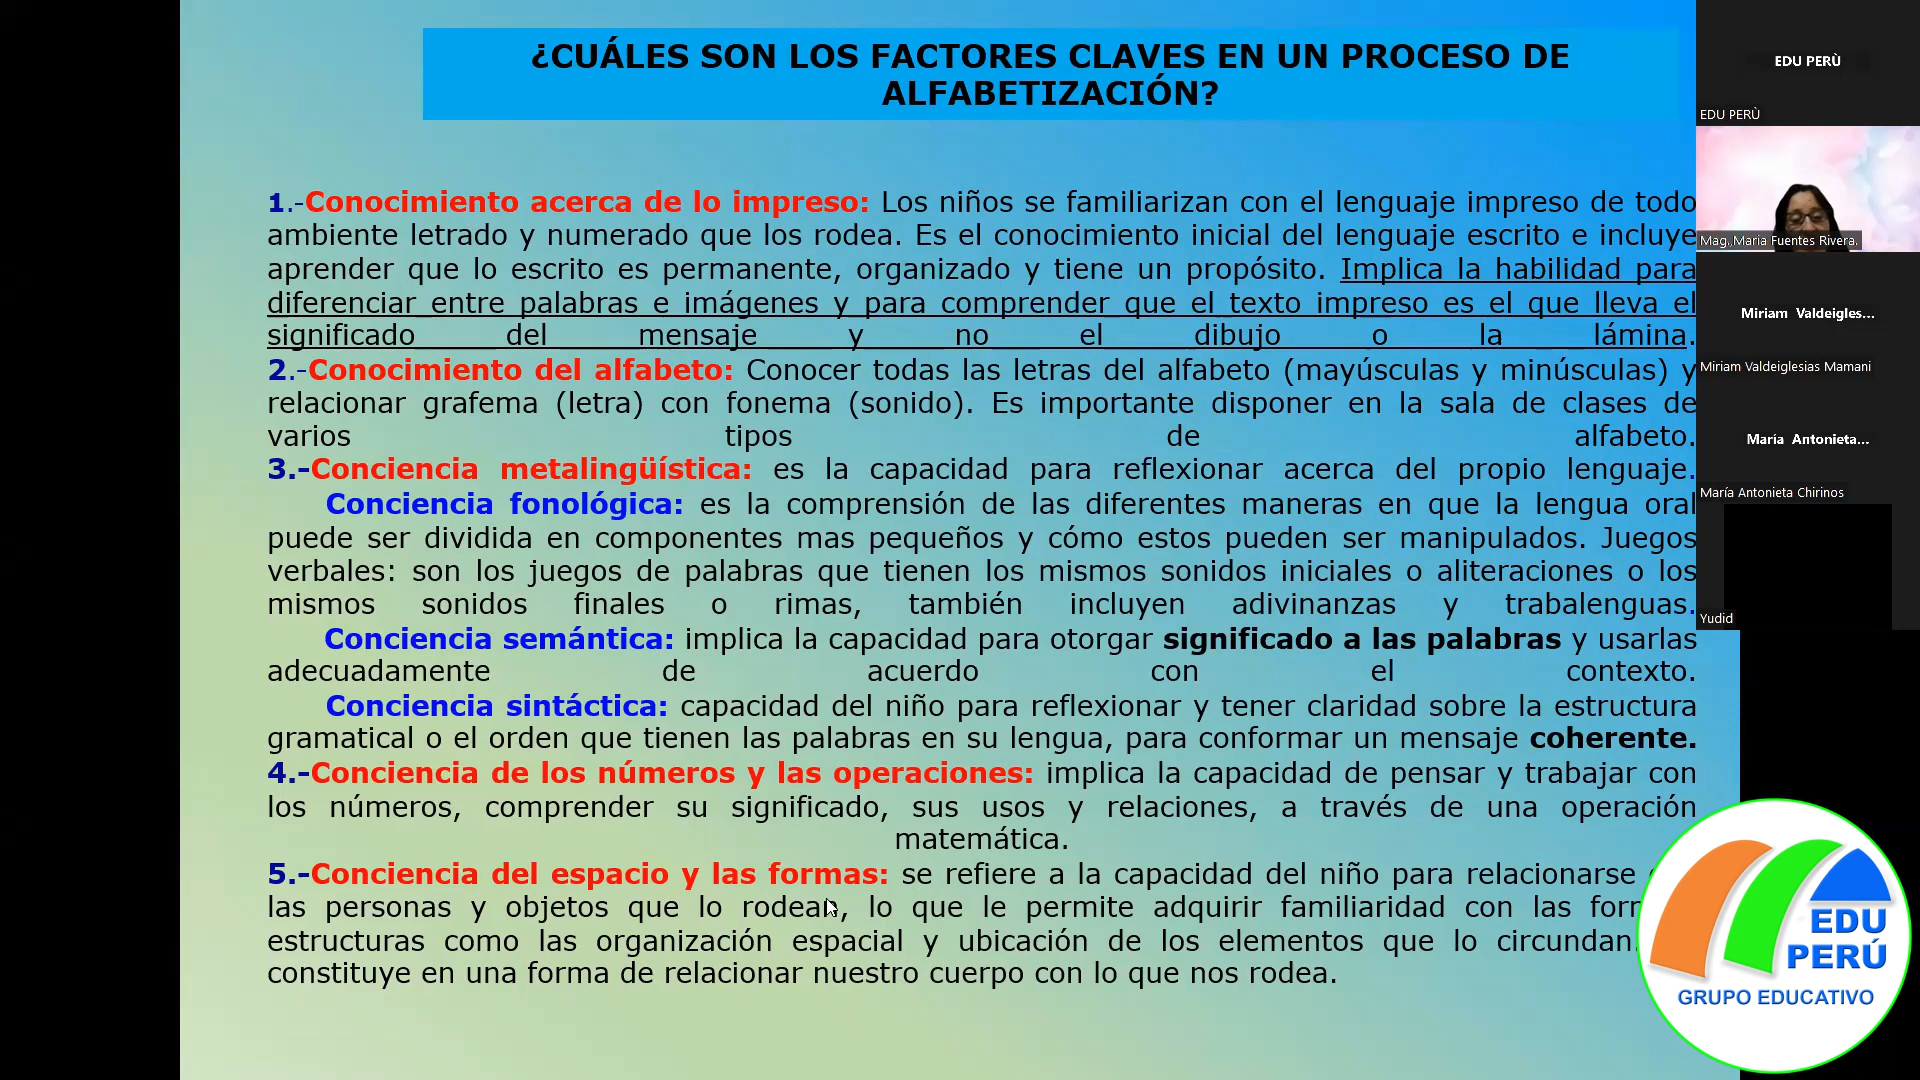 ¿CUÁLES SON LOS FACTORES CLAVES EN UN PROCESO DE
ALFABETIZACIÓN?
1.-Conocimiento acerca de lo impreso: Los niños se familiarizan con el lenguaje impreso de todo
ambiente letrado y numerado que los rodea. Es el conocimiento inicial del lenguaje escrito e incluye
aprender que lo escrito es permanente, organizado y tiene un propósito. Implica la habilidad para
diferenciar entre palabras e imágenes y para comprender que el texto impreso es el que lleva el
significado del mensaje y no el dibujo o la lámina.
2.-Conocimiento del alfabeto: Conocer todas las letras del alfabeto (mayúsculas y minúsculas) y
relacionar grafema (letra) con fonema (sonido). Es importante disponer en la sala de clases de
varios tipos de alfabeto.
3.-Conciencia metalingüística: es la capacidad para reflexionar acerca del propio lenguaje.
Conciencia fonológica: es la comprensión de las diferentes maneras en que la lengua oral
puede ser dividida en componentes mas pequeños y cómo estos pueden ser manipulados. Juegos
verbales: son los juegos de palabras que tienen los mismos sonidos iniciales o aliteraciones o los
mismos sonidos finales o rimas, también incluyen adivinanzas y trabalenguas.
Conciencia semántica: implica la capacidad para otorgar significado a las palabras y usarlas
adecuadamente de acuerdo con el contexto.
Conciencia sintáctica: capacidad del niño para reflexionar y tener claridad sobre la estructura
gramatical o el orden que tienen las palabras en su lengua, para conformar un mensaje coherente.
4.-Conciencia de los números y las operaciones: implica la capacidad de pensar y trabajar con
los números, comprender su significado, sus usos y relaciones, a través de una operación
matemática.
5.-Conciencia del espacio y las formas: se refiere a la capacidad del niño para relacionarse
las personas y objetos que lo rodean, lo que le permite adquirir familiaridad con las
estructuras como las organización espacial y ubicación de los elementos que lo circundan.
constituye en una forma de relacionar nuestro cuerpo con lo que nos rodea.
EDU PERÙ
EDU PERÙ
Mag. Maria Fuentes Rivera.
Miriam Valdeigles...
Miriam Valdeiglesias Mamani
María Antonieta...
María Antonieta Chirinos
Yudid
EDU
PERÚ
GRUPO EDUCATIVO